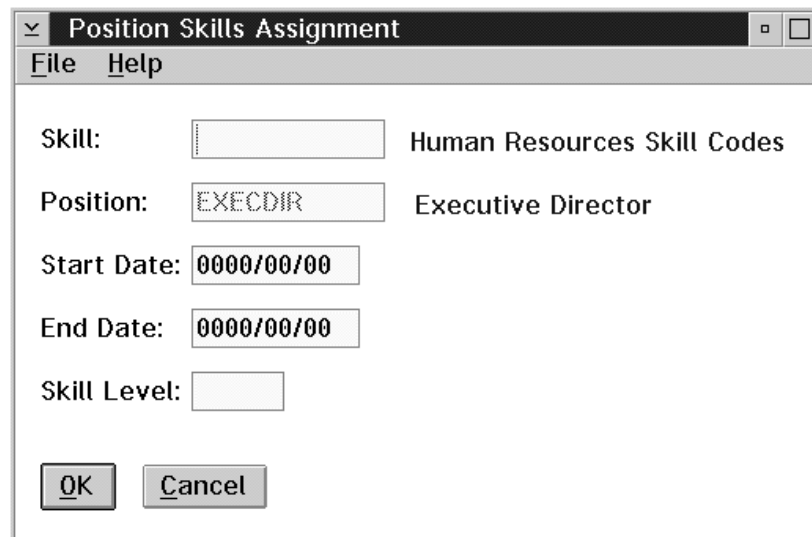 Position Skills Assignment
File Help
Skill: Human Resources Skill Codes
Position: EXECDIR Executive Director
Start Date: 0000/00/00
End Date: 0000/00/00
Skill Level:
OK Cancel